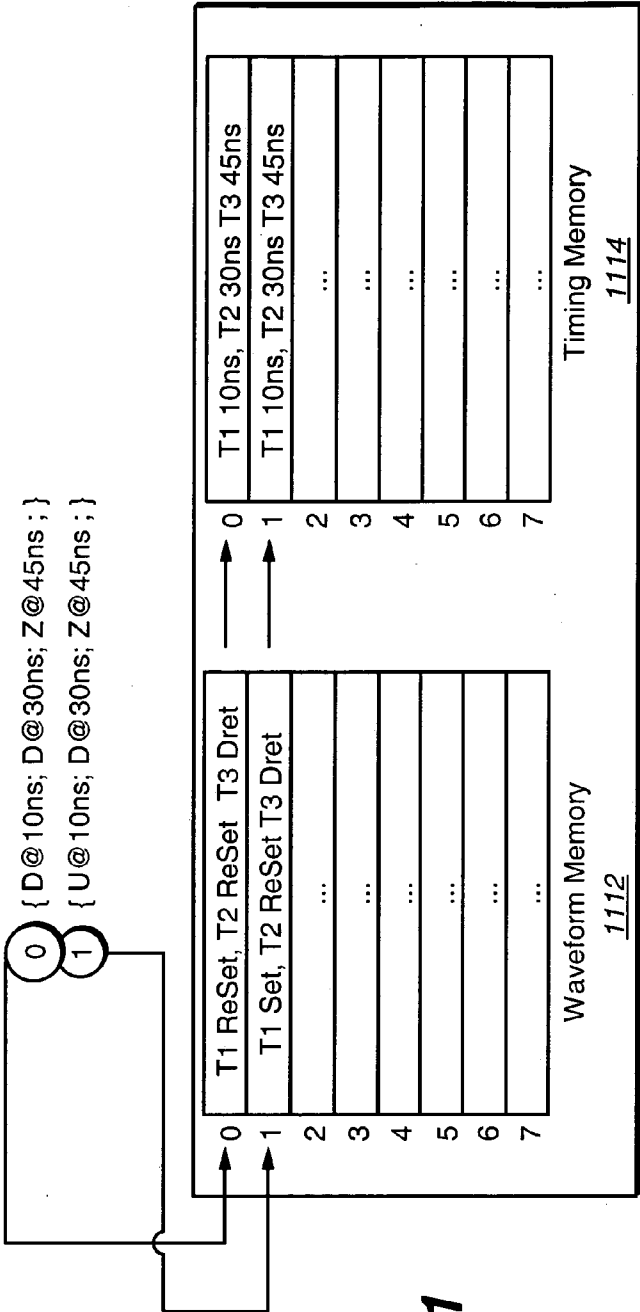 0 { D@10ns; D@30ns; Z@45ns ; }
1 { U@10ns; D@30ns; Z@45ns ; }
0 T1 ReSet, T2 ReSet T3 Dret
1 T1 Set, T2 ReSet T3 Dret
2 ...
3 ...
4 ...
5 ...
6 ...
7 ...
Waveform Memory
1112
0 T1 10ns, T2 30ns T3 45ns
1 T1 10ns, T2 30ns T3 45ns
2 ...
3 ...
4 ...
5 ...
6 ...
7 ...
Timing Memory
1114